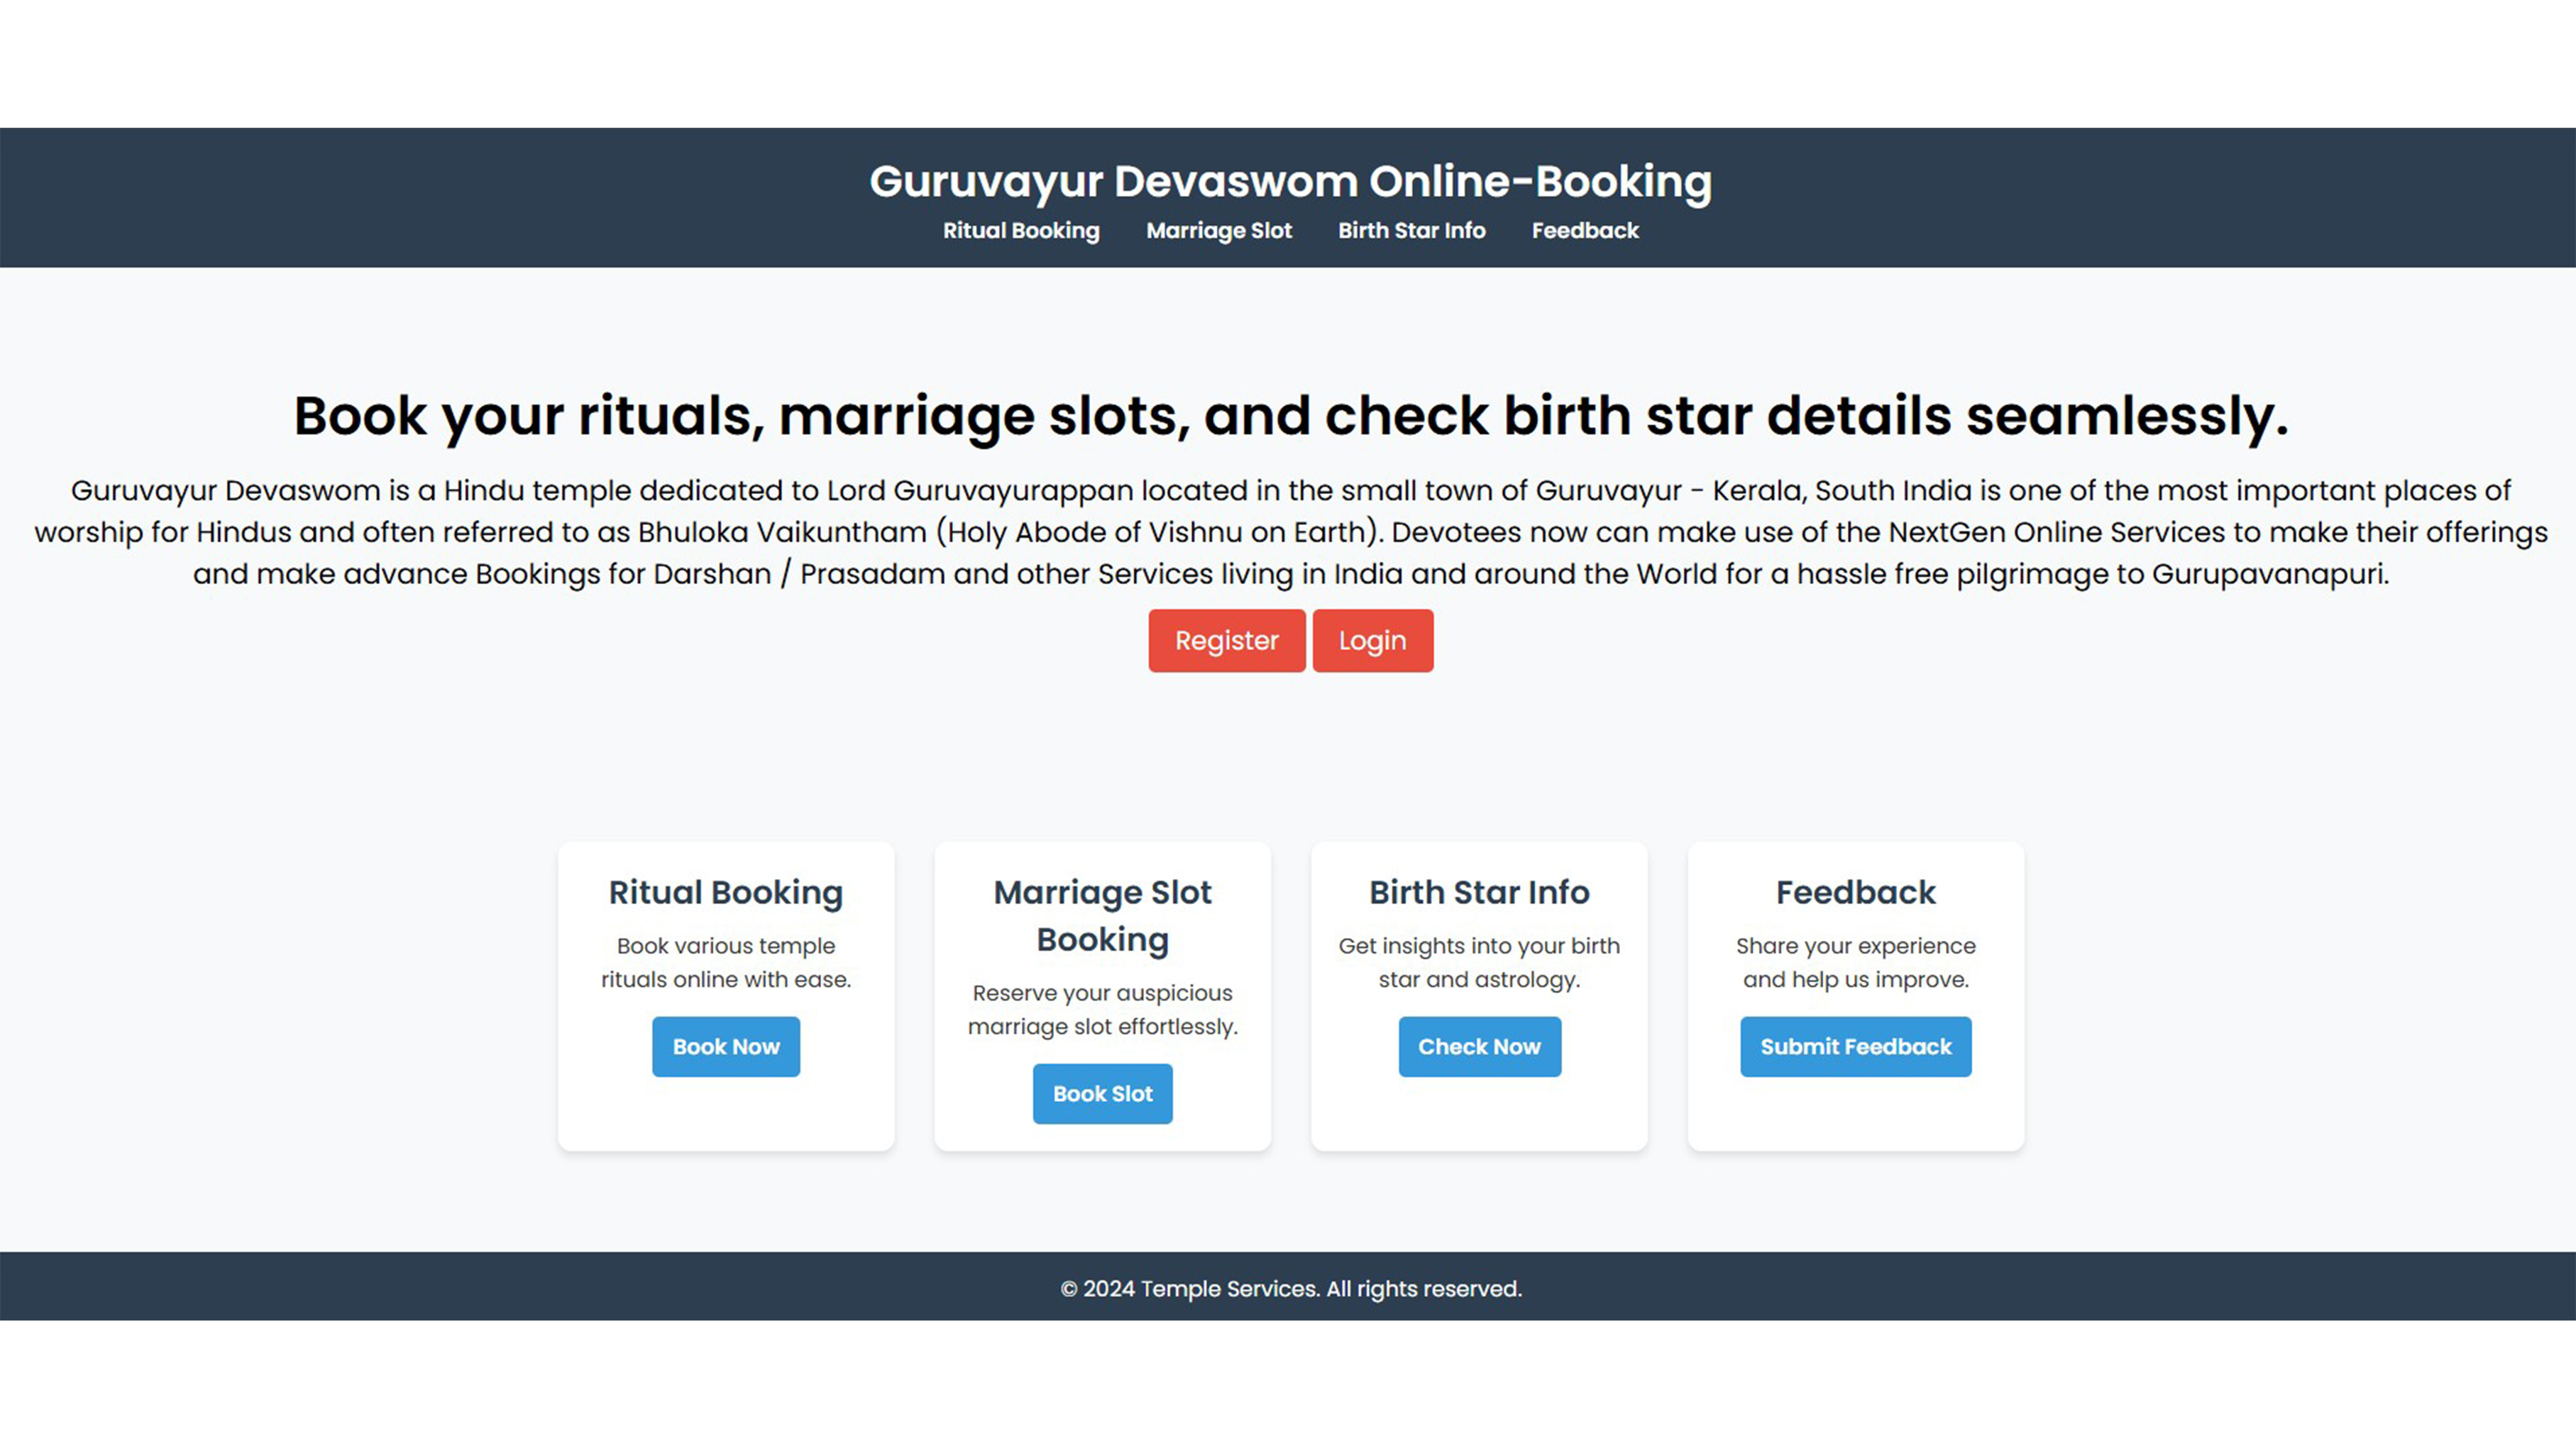 Guruvayur Devaswom Online-Booking
Ritual Booking Marriage Slot Birth Star Info Feedback
Book your rituals, marriage slots, and check birth star details seamlessly.
Guruvayur Devaswom is a Hindu temple dedicated to Lord Guruvayurappan located in the small town of Guruvayur - Kerala, South India is one of the most important places of
worship for Hindus and often referred to as Bhuloka Vaikuntham (Holy Abode of Vishnu on Earth). Devotees now can make use of the NextGen Online Services to make their offerings
and make advance Bookings for Darshan / Prasadam and other Services living in India and around the World for a hassle free pilgrimage to Gurupavanapuri.
Register Login
Ritual Booking
Book various temple
rituals online with ease.
Book Now
Marriage Slot
Booking
Reserve your auspicious
marriage slot effortlessly.
Book Slot
Birth Star Info
Get insights into your birth
star and astrology.
Check Now
Feedback
Share your experience
and help us improve.
Submit Feedback
© 2024 Temple Services. All rights reserved.